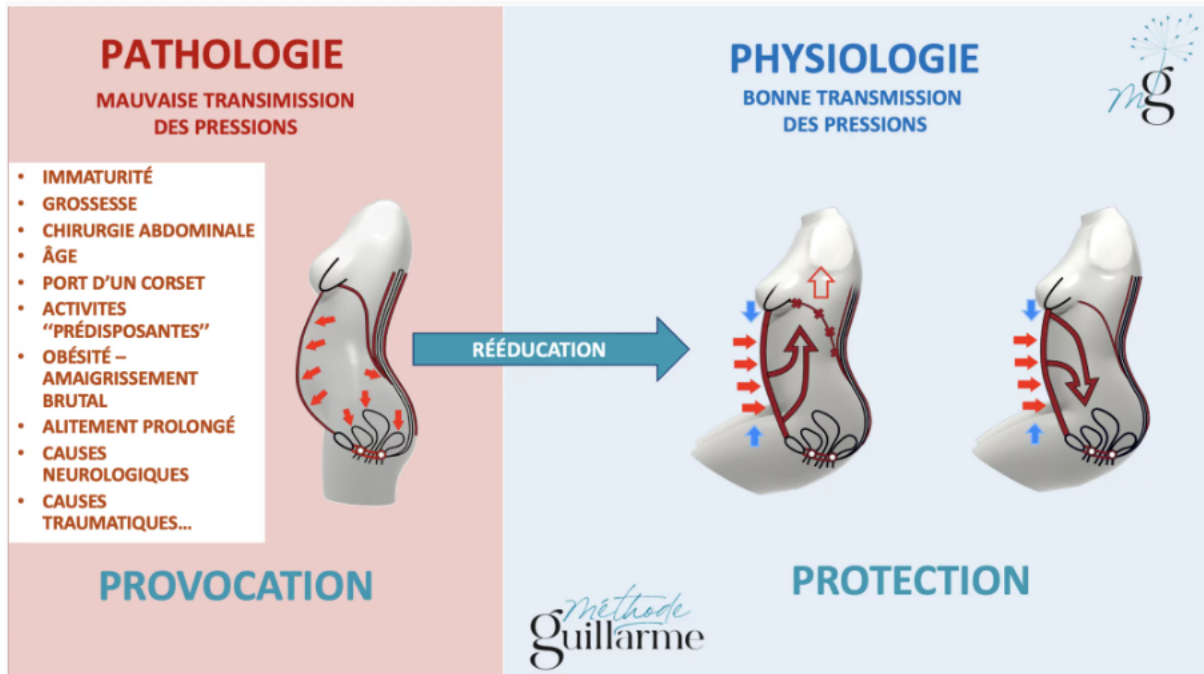 PATHOLOGIE
MAUVAISE TRANSIMISSION
DES PRESSIONS
• IMMATURITÉ
• GROSSESSE
• CHIRURGIE ABDOMINALE
• ÂGE
• PORT D'UN CORSET
• ACTIVITES
"PRÉDISPOSANTES"
• OBÉSITÉ –
AMAIGRISSEMENT
BRUTAL
• ALITEMENT PROLONGÉ
• CAUSES
NEUROLOGIQUES
• CAUSES
TRAUMATIQUES...
PROVOCATION
RÉÉDUCATION
PHYSIOLOGIE
BONNE TRANSMISSION
DES PRESSIONS
mg
PROTECTION
méthode
guillarme